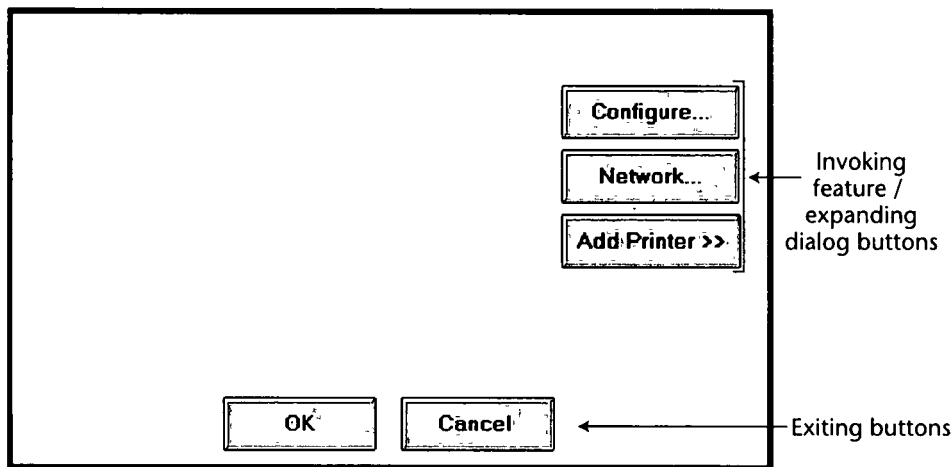 Configure...
Network...
Add Printer >>
Invoking
feature /
expanding
dialog buttons
OK
Cancel
Exiting buttons